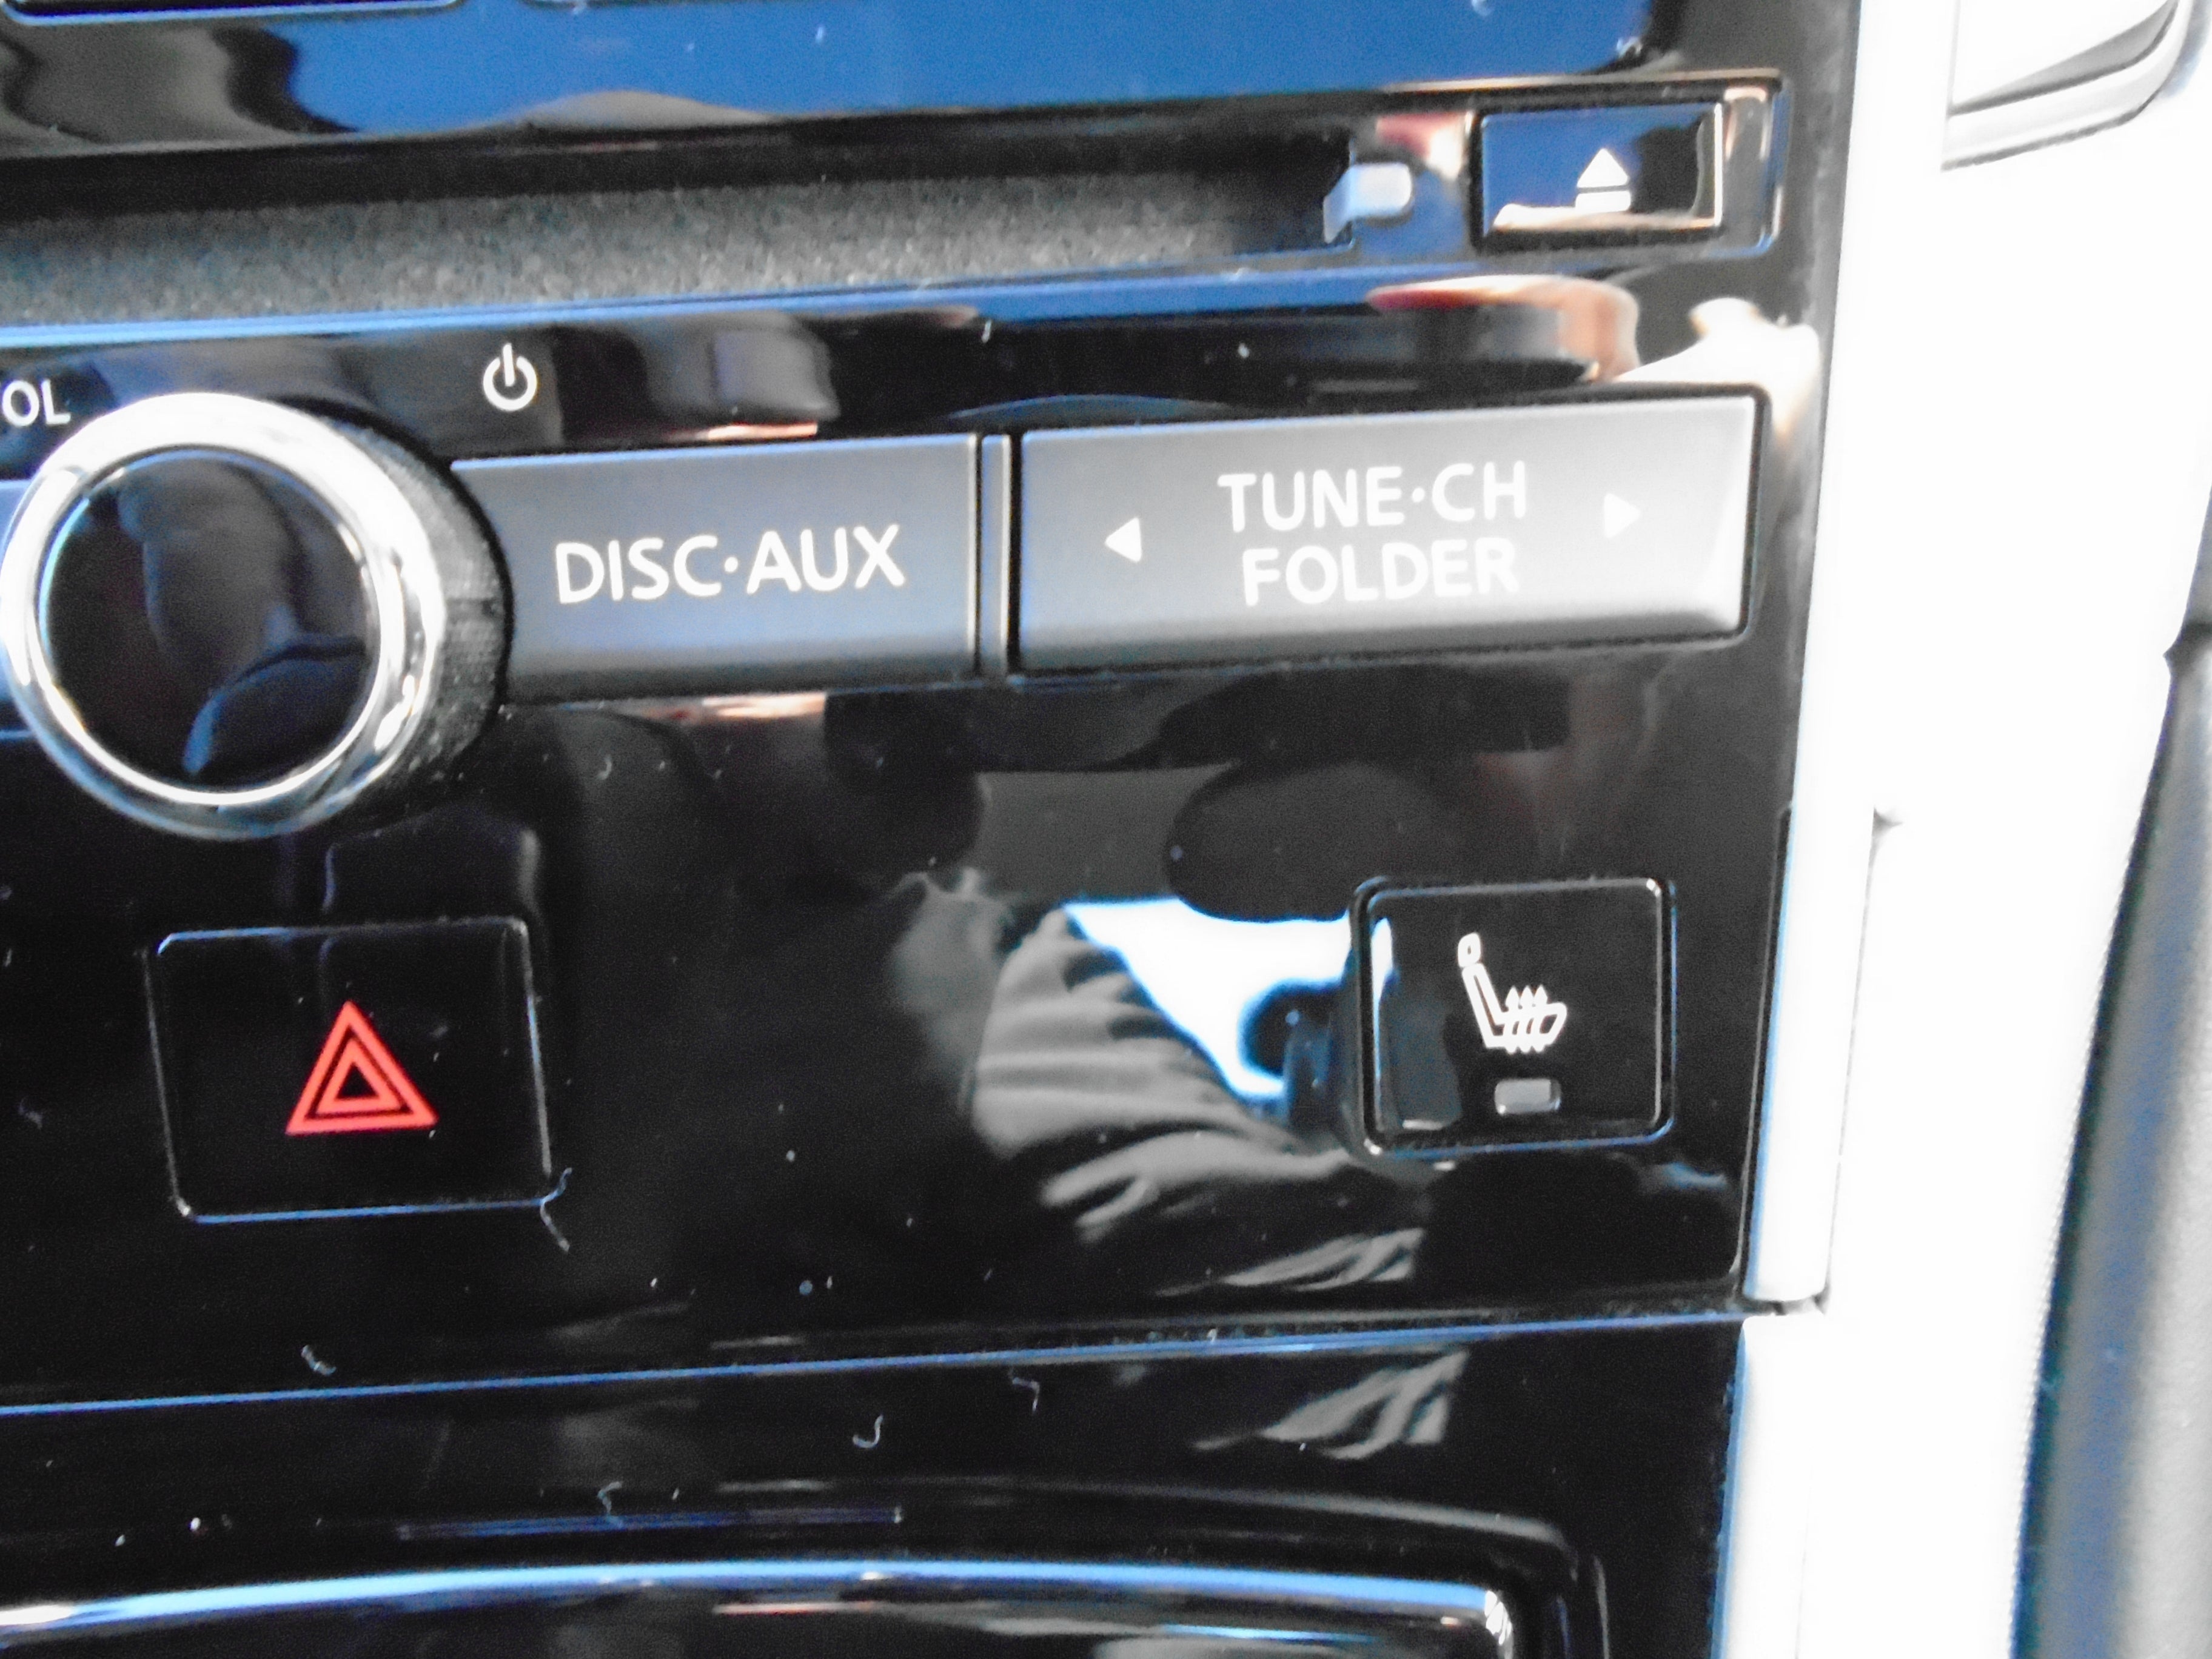 OL
DISC·AUX
TUNE·CH
FOLDER